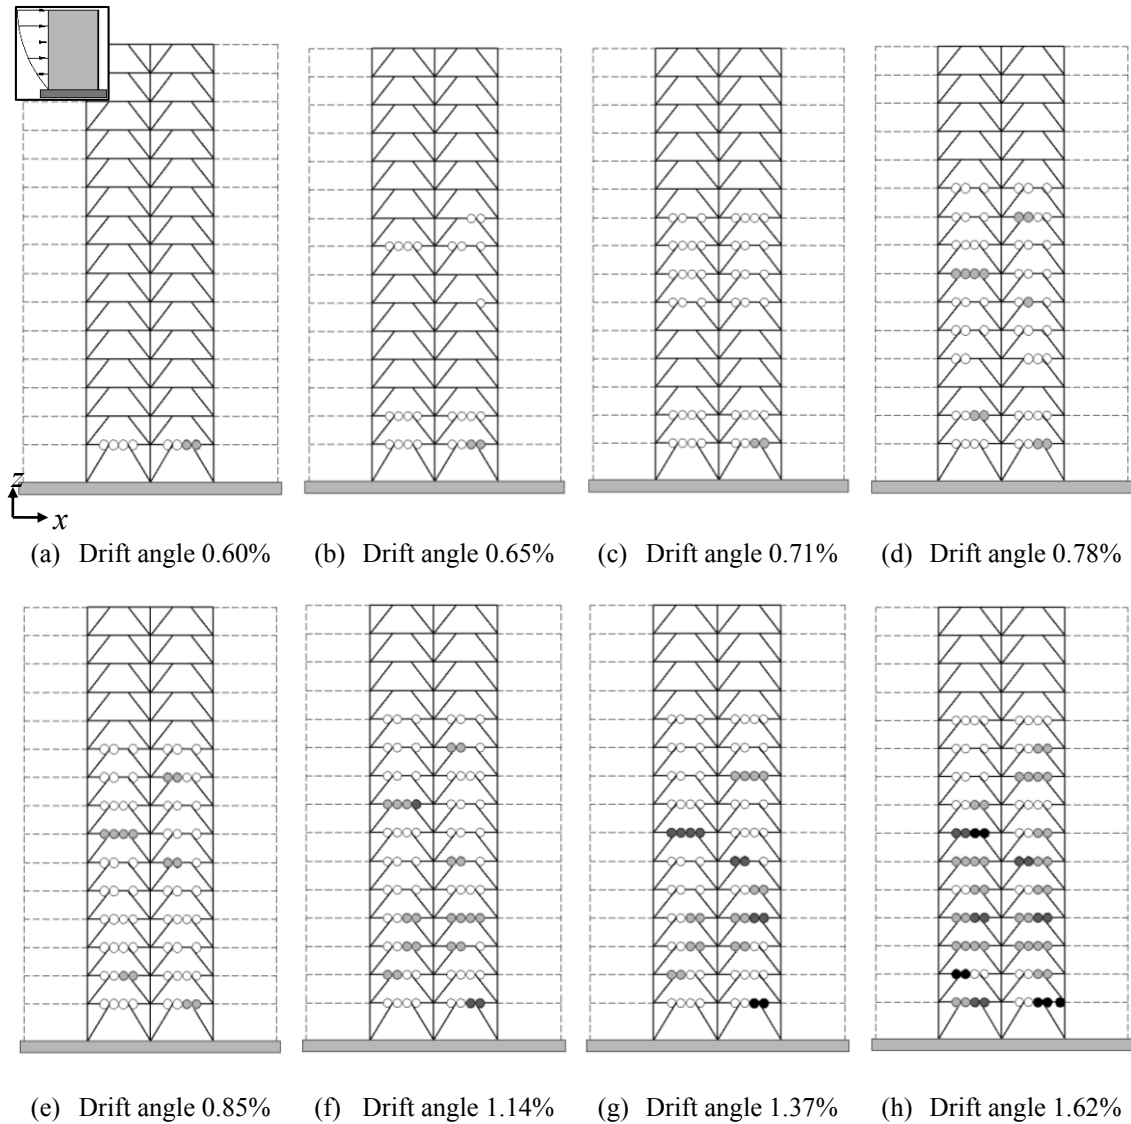 z
x
(a) Drift angle 0.60%
(b) Drift angle 0.65%
(c) Drift angle 0.71%
(d) Drift angle 0.78%
(e) Drift angle 0.85%
(f) Drift angle 1.14%
(g) Drift angle 1.37%
(h) Drift angle 1.62%